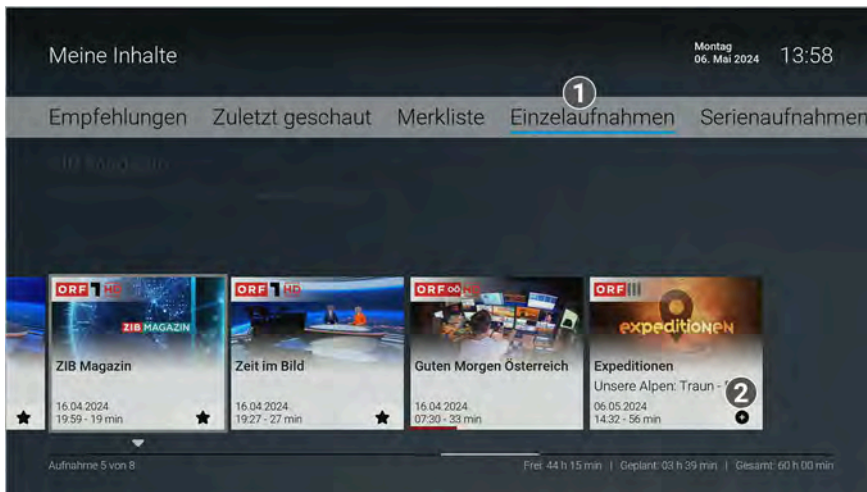 Meine Inhalte
Montag
06. Mai 2024
13:58
1
Empfehlungen Zuletzt geschaut Merkliste Einzelaufnahmen Serienaufnahmen
ORF 1 HD
ZIB MAGAZIN
ZIB Magazin
16.04.2024
19:59 - 19 min
ORF 1 HD
Zeit im Bild
16.04.2024
19:27 - 27 min
ORF OÖ HD
Guten Morgen Österreich
16.04.2024
07:30 - 33 min
ORF III
expeditionen
Expeditionen
Unsere Alpen: Traun -
2
06.05.2024
14:32 - 56 min
Aufnahme 5 von 8
Frei: 44 h 15 min | Geplant: 03 h 39 min | Gesamt: 60 h 00 min